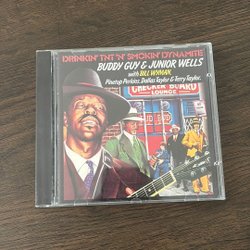 DRINKIN' TNT 'N' SMOKIN' DYNAMITE
BUDDY GUY & JUNIOR WELLS
with BILL WYMAN,
Pinetop Perkins, Dallas Taylor & Terry Taylor.
CHECKER BOARD
LOUNGE